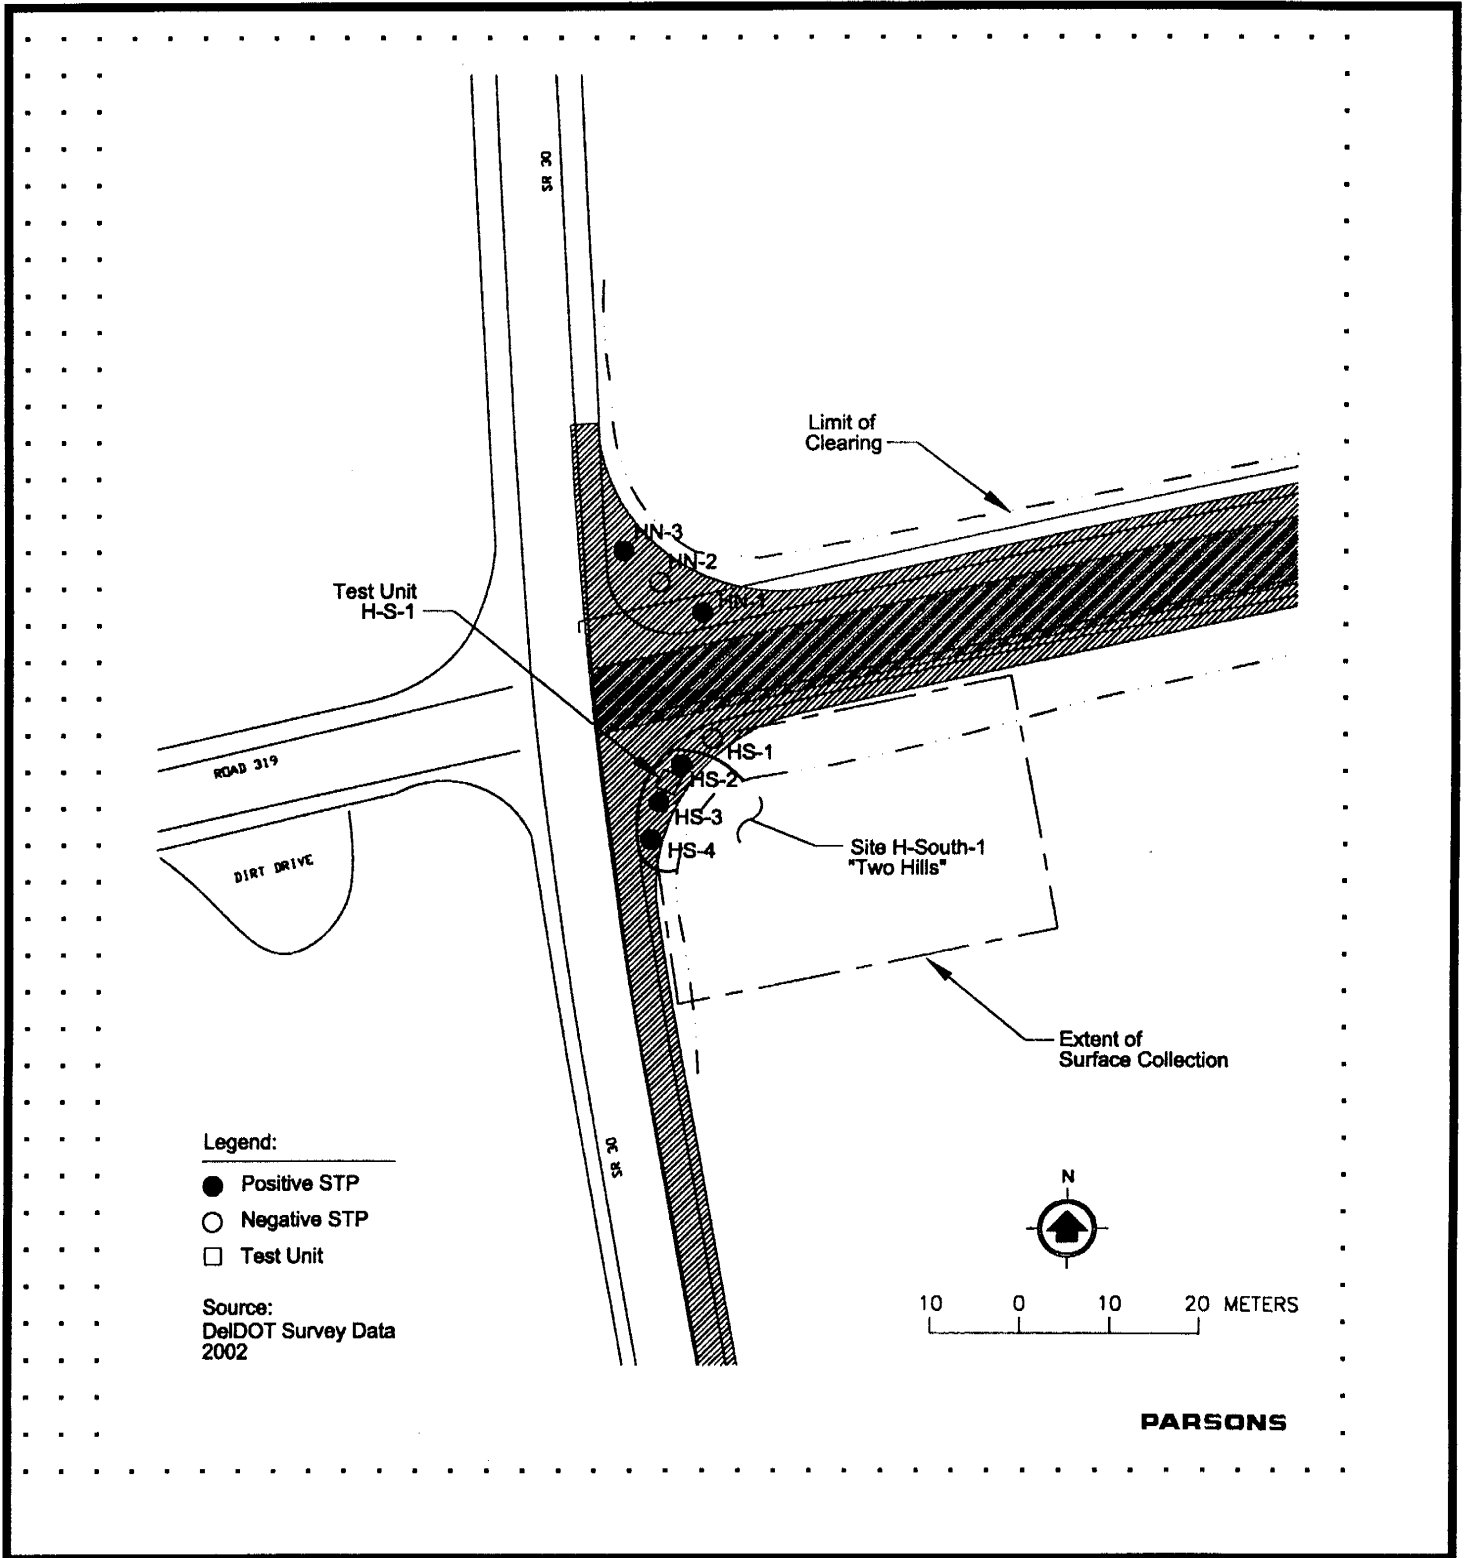 SR 30
Limit of
Clearing
HN-3
HN-2
HN-1
Test Unit
H-S-1
HS-1
HS-2
HS-3
HS-4
ROAD 319
DIRT DRIVE
Site H-South-1
"Two Hills"
Extent of
Surface Collection
SR 30
Legend:
Positive STP
Negative STP
Test Unit
Source:
DelDOT Survey Data
2002
N
10 0 10 20 METERS
PARSONS